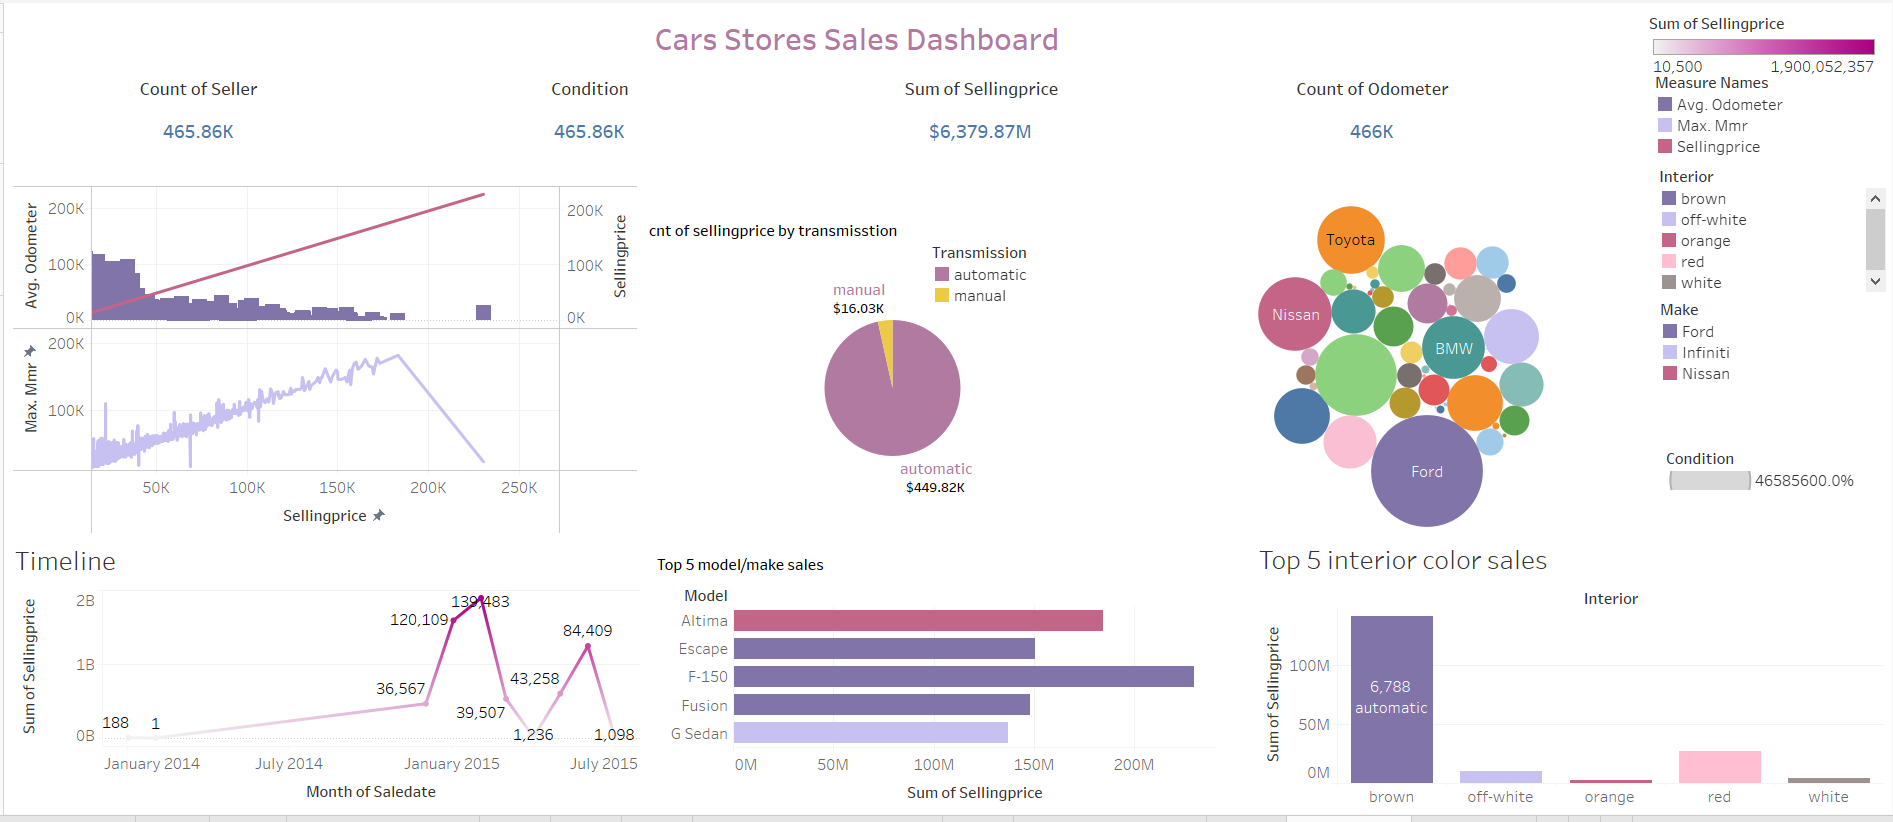 Cars Stores Sales Dashboard
Count of Seller
465.86K
Condition
465.86K
Sum of Sellingprice
$6,379.87M
Count of Odometer
466K
Sum of Sellingprice
10,500 1,900,052,357
Measure Names
Avg. Odometer
Max. Mmr
Sellingprice
Interior
brown
off-white
orange
red
white
Make
Ford
Infiniti
Nissan
Condition
46585600.0%
Avg. Odometer
200K
100K
0K
200K
100K
0K
Sellingprice
Max. Mmr
200K
100K
50K 100K 150K 200K 250K
Sellingprice
cnt of sellingprice by transmisstion
Transmission
automatic
manual
manual
$16.03K
automatic
$449.82K
Toyota
Nissan
BMW
Ford
Timeline
Sum of Sellingprice
2B
1B
0B
188
1
36,567
120,109
139,483
39,507
1,236
43,258
84,409
1,098
January 2014 July 2014 January 2015 July 2015
Month of Saledate
Top 5 model/make sales
Model
Altima
Escape
F-150
Fusion
G Sedan
0M 50M 100M 150M 200M
Sum of Sellingprice
Top 5 interior color sales
Interior
Sum of Sellingprice
100M
50M
0M
6,788
automatic
brown off-white orange red white